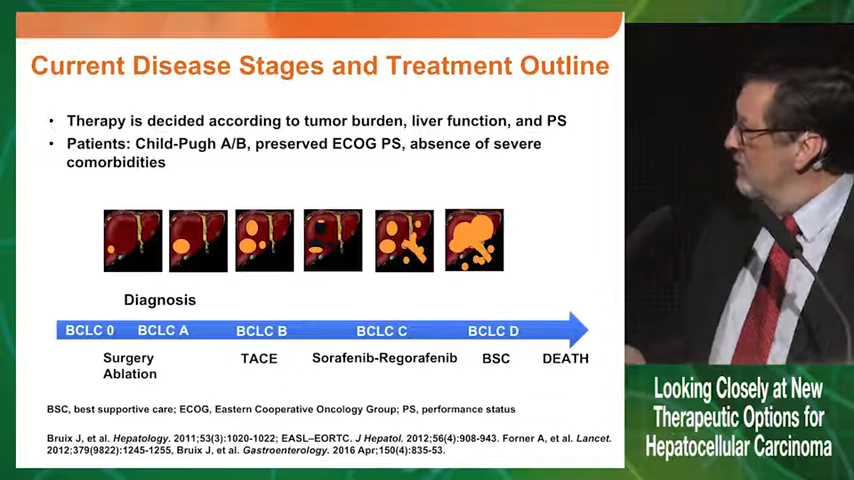 Current Disease Stages and Treatment Outline
• Therapy is decided according to tumor burden, liver function, and PS
• Patients: Child-Pugh A/B, preserved ECOG PS, absence of severe
comorbidities
Diagnosis
BCLC 0 BCLC A BCLC B BCLC C BCLC D
Surgery TACE Sorafenib-Regorafenib BSC DEATH
Ablation
BSC, best supportive care; ECOG, Eastern Cooperative Oncology Group; PS, performance status
Bruix J, et al. Hepatology. 2011;53(3):1020-1022; EASL–EORTC. J Hepatol. 2012;56(4):908-943. Forner A, et al. Lancet.
2012;379(9822):1245-1255, Bruix J, et al. Gastroenterology. 2016 Apr;150(4):835-53.
Looking Closely at New
Therapeutic Options for
Hepatocellular Carcinoma